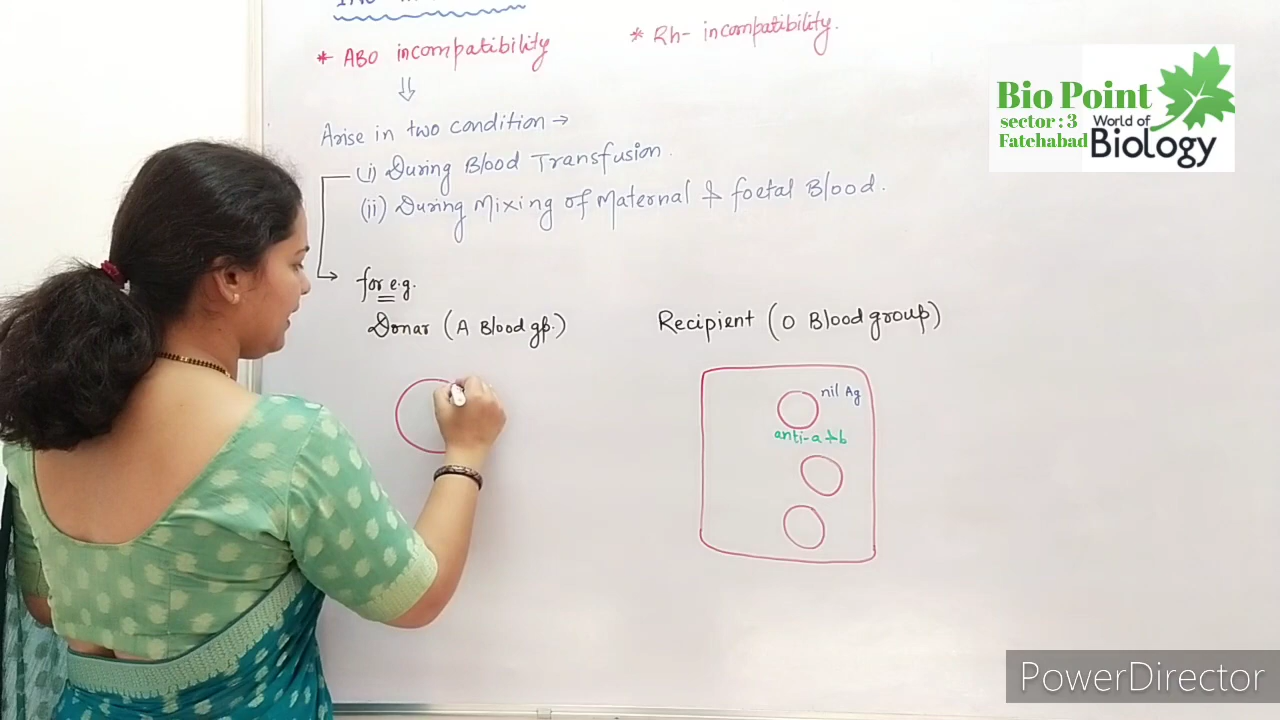 * ABO incompatibility
* Rh- incompatibility.
Arise in two condition →
(i) During Blood Transfusion.
(ii) During Mixing of Maternal & foetal Blood.
for e.g.
Donar (A Blood gp.)
Recipient (O Blood group)
nil Ag
anti-a & b
Bio Point
sector : 3
Fatehabad
World of
Biology
PowerDirector